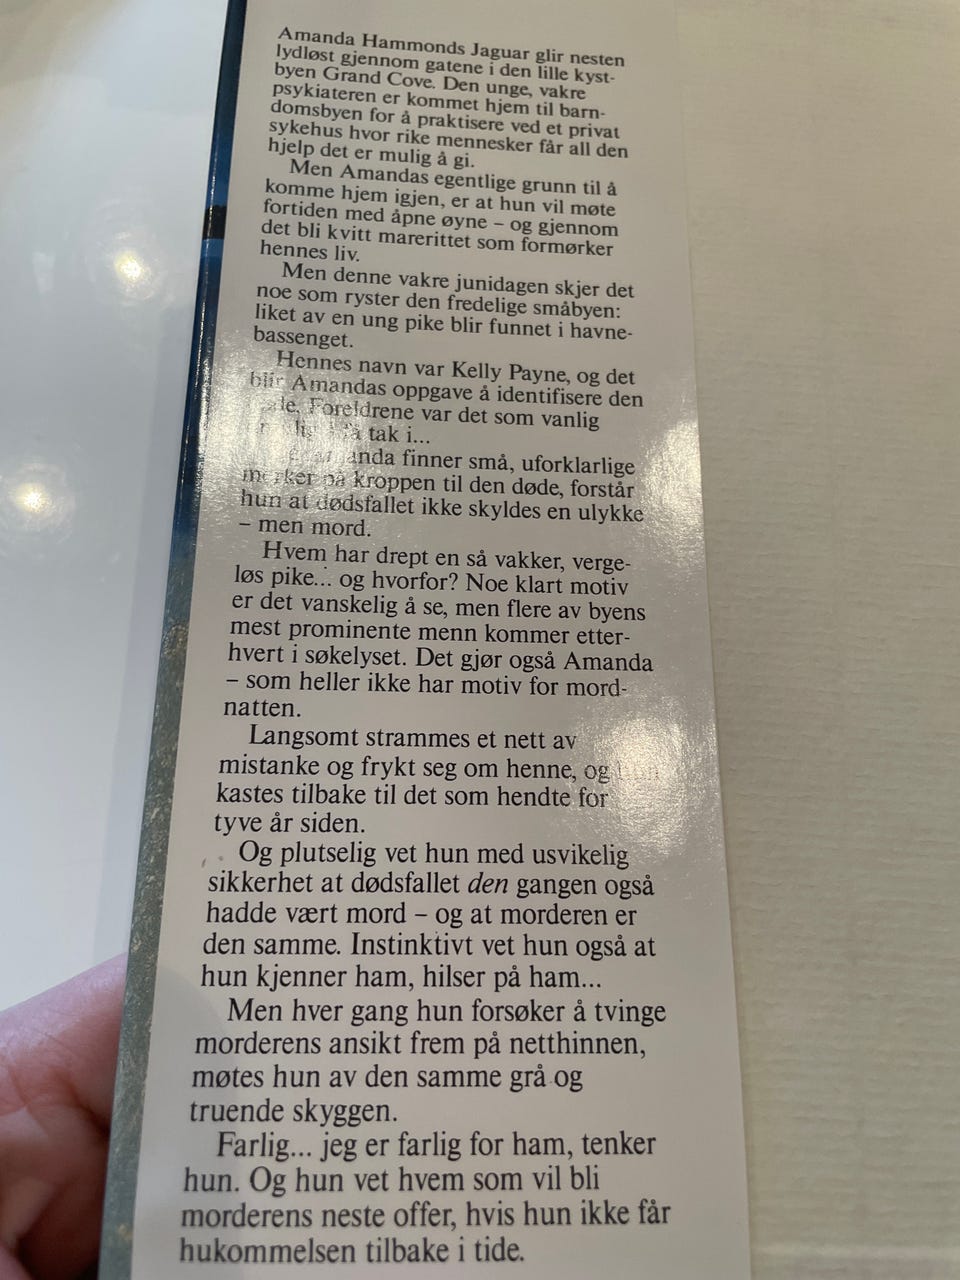 Amanda Hammonds Jaguar glir nesten
lydløst gjennom gatene i den lille kyst-
byen Grand Cove. Den unge, vakre
psykiateren er kommet hjem til barn-
domsbyen for å praktisere ved et privat
sykehus hvor rike mennesker får all den
hjelp det er mulig å gi.
Men Amandas egentlige grunn til å
komme hjem igjen, er at hun vil møte
fortiden med åpne øyne – og gjennom
det bli kvitt marerittet som formørker
hennes liv.
Men denne vakre junidagen skjer det
noe som ryster den fredelige småbyen:
liket av en ung pike blir funnet i havne-
bassenget.
Hennes navn var Kelly Payne, og det
blir Amandas oppgave å identifisere den
Foreldrene var det som vanlig
få tak i...
Amanda finner små, uforklarlige
merker på kroppen til den døde, forstår
hun at dødsfallet ikke skyldes en ulykke
– men mord.
Hvem har drept en så vakker, verge-
løs pike... og hvorfor? Noe klart motiv
er det vanskelig å se, men flere av byens
mest prominente menn kommer etter-
hvert i søkelyset. Det gjør også Amanda
– som heller ikke har motiv for mord-
natten.
Langsomt strammes et nett av
mistanke og frykt seg om henne, og
kastes tilbake til det som hendte for
tyve år siden.
Og plutselig vet hun med usvikelig
sikkerhet at dødsfallet den gangen også
hadde vært mord – og at morderen er
den samme. Instinktivt vet hun også at
hun kjenner ham, hilser på ham...
Men hver gang hun forsøker å tvinge
morderens ansikt frem på netthinnen,
møtes hun av den samme grå og
truende skyggen.
Farlig... jeg er farlig for ham, tenker
hun. Og hun vet hvem som vil bli
morderens neste offer, hvis hun ikke får
hukommelsen tilbake i tide.